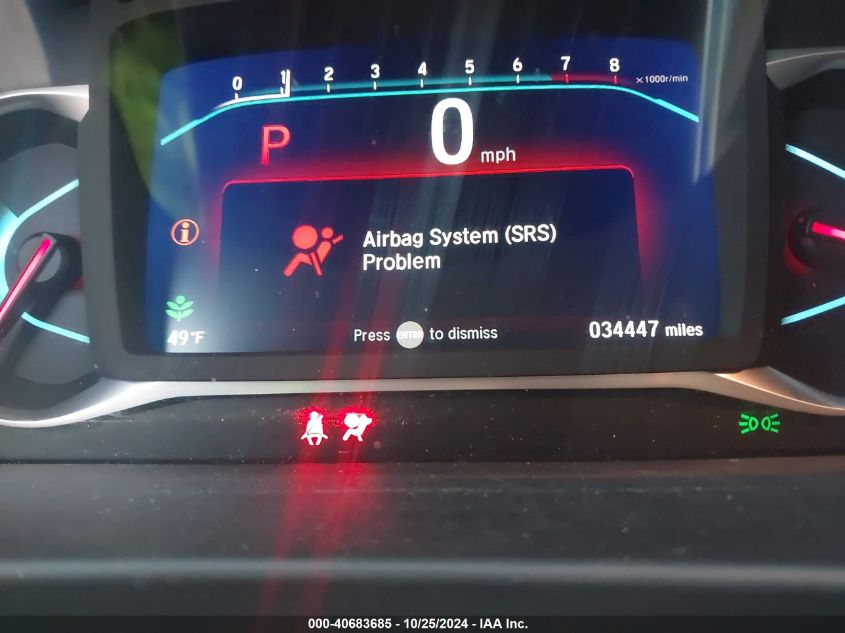 0 1 2 3 4 5 6 7 8 x1000r/min
P 0 mph
Airbag System (SRS)
Problem
i
49°F
Press ENTER to dismiss
034447 miles
000-40683685 - 10/25/2024 - IAA Inc.